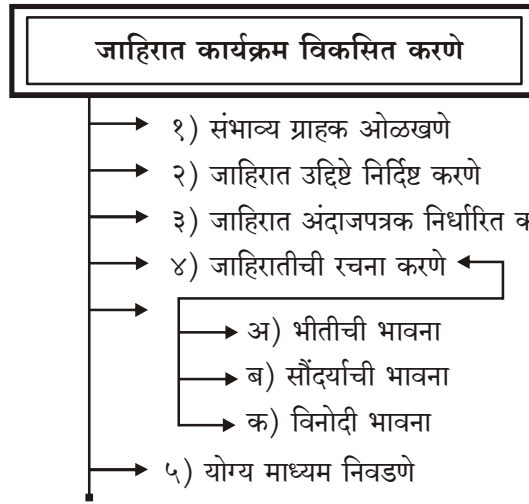 जाहिरात कार्यक्रम विकसित करणे
१) संभाव्य ग्राहक ओळखणे
२) जाहिरात उद्दिष्टे निर्दिष्ट करणे
३) जाहिरात अंदाजपत्रक निर्धारित
४) जाहिरातीची रचना करणे
अ) भीतीची भावना
ब) सौंदर्याची भावना
क) विनोदी भावना
५) योग्य माध्यम निवडणे